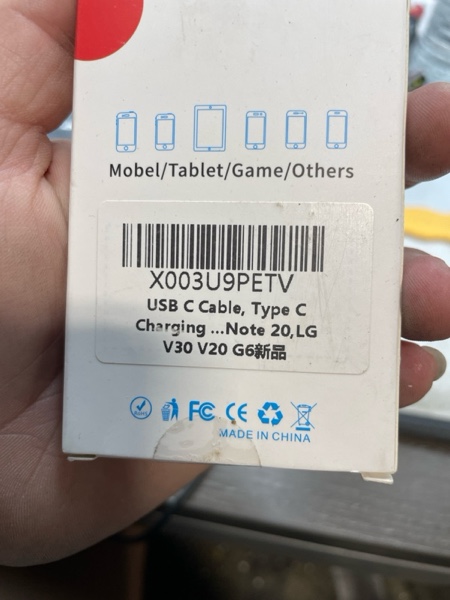 Mobel/Tablet/Game/Others
X003U9PETV
USB C Cable, Type C
Charging ...Note 20,LG
V30 V20 G6新品
FC CE
MADE IN CHINA